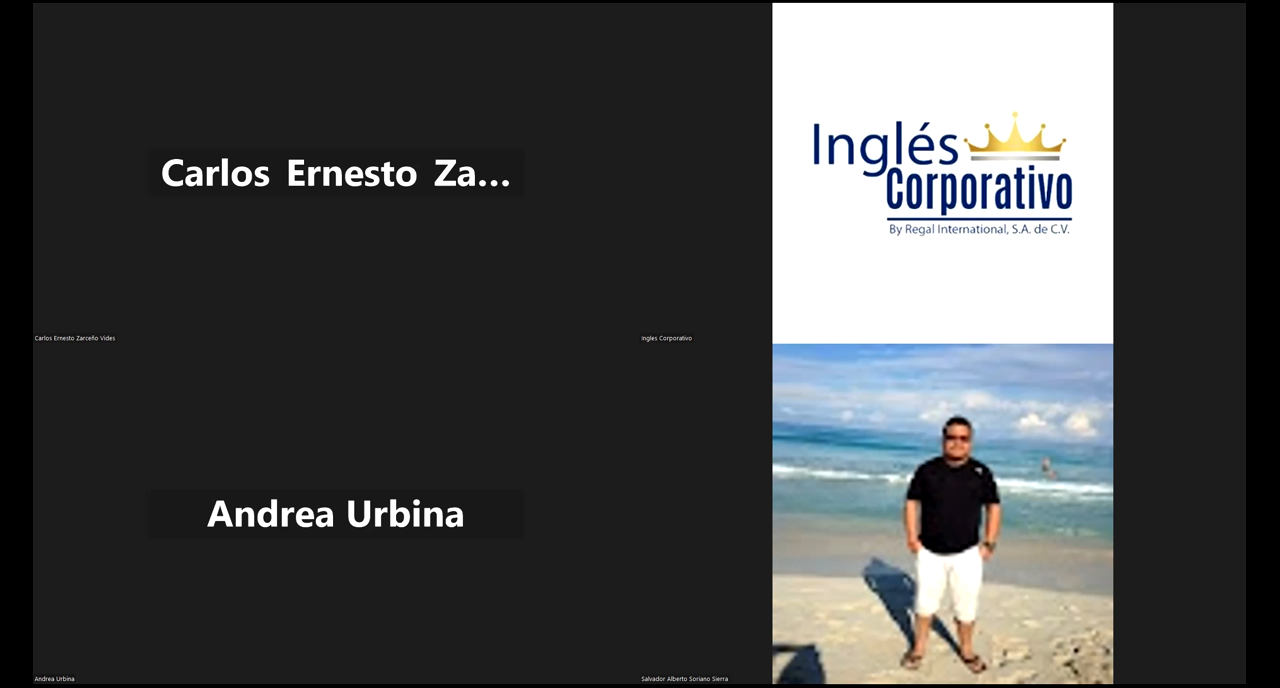 Carlos Ernesto Za...
Carlos Ernesto Zarceño Vides
Inglés
Corporativo
By Regal International, S.A. de C.V.
Ingles Corporativo
Andrea Urbina
Andrea Urbina
Salvador Alberto Soriano Sierra